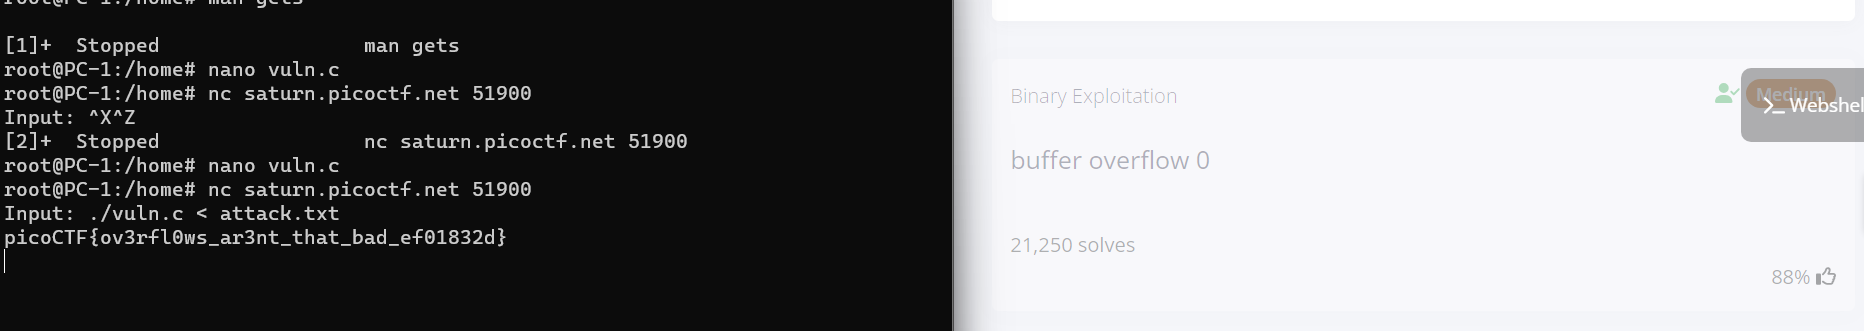 root@PC-1:/home# man gets
[1]+  Stopped                 man gets
root@PC-1:/home# nano vuln.c
root@PC-1:/home# nc saturn.picoctf.net 51900
Input: ^X^Z
[2]+  Stopped                 nc saturn.picoctf.net 51900
root@PC-1:/home# nano vuln.c
root@PC-1:/home# nc saturn.picoctf.net 51900
Input: ./vuln.c < attack.txt
picoCTF{ov3rfl0ws_ar3nt_that_bad_ef01832d}
Binary Exploitation
Medium
>_ Webshel
buffer overflow 0
21,250 solves
88%